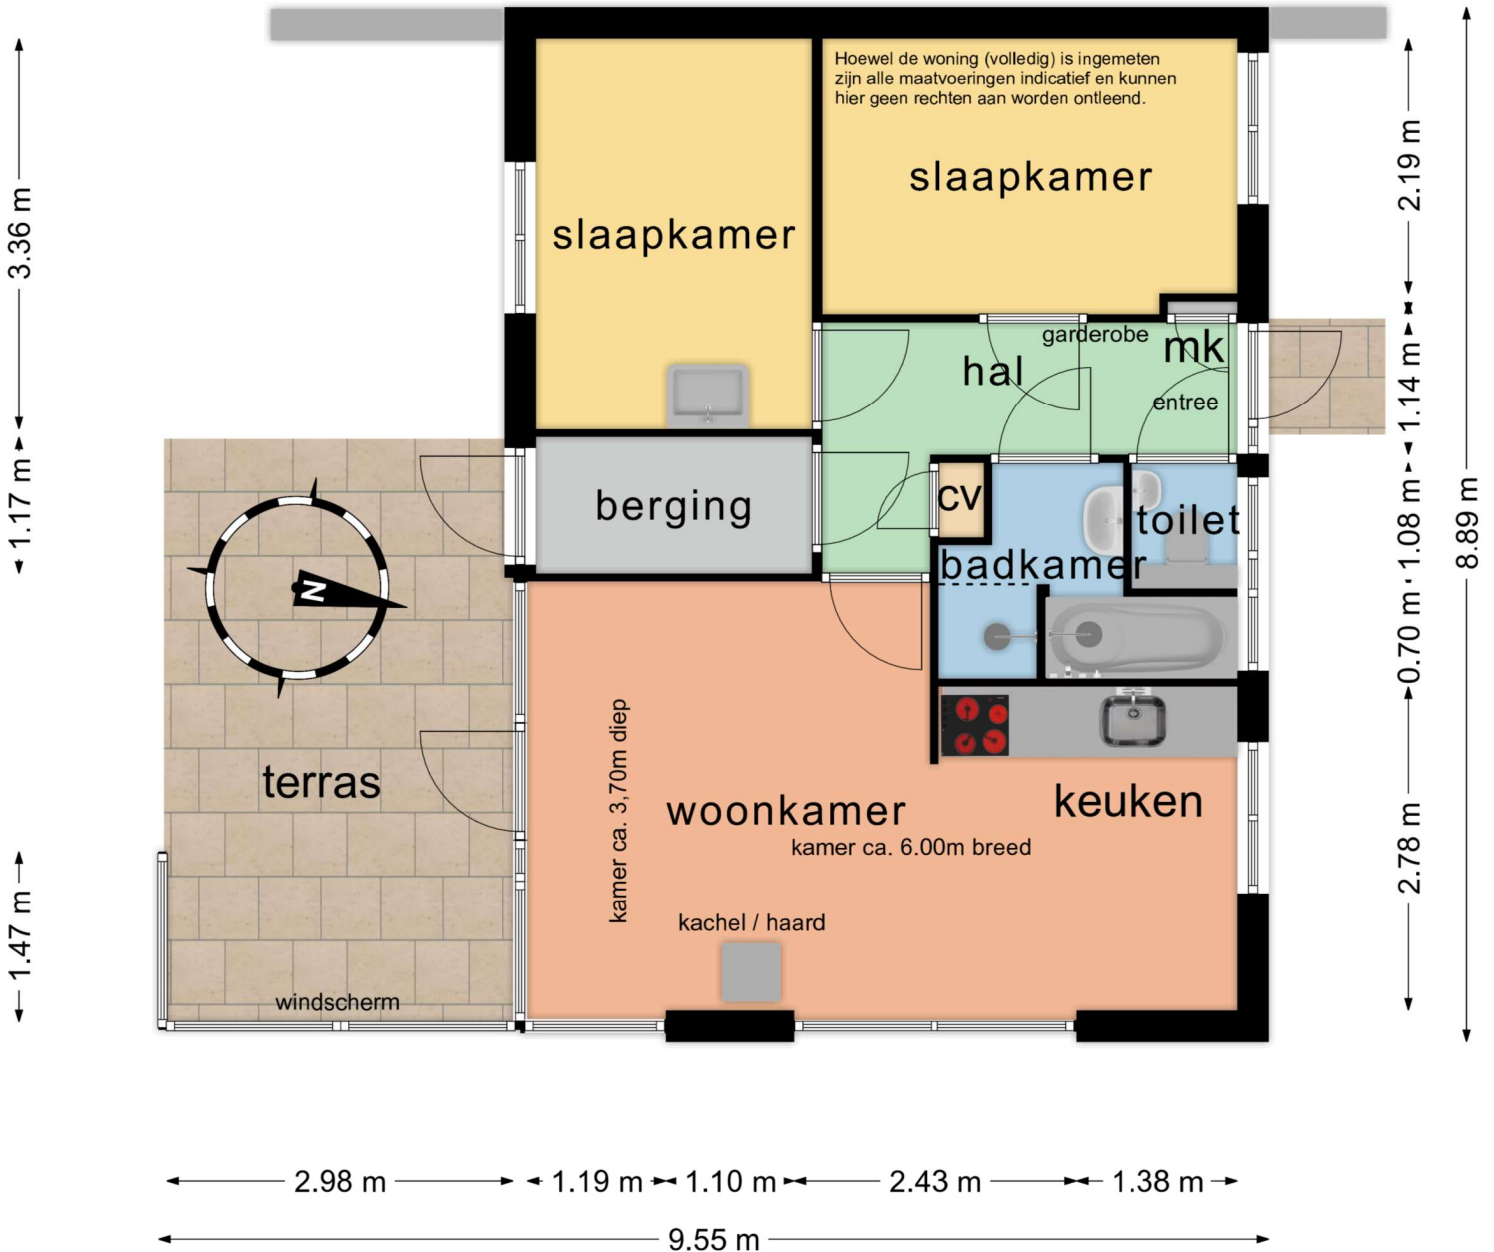 Hoewel de woning (volledig) is ingemeten
zijn alle maatvoeringen indicatief en kunnen
hier geen rechten aan worden ontleend.
slaapkamer
slaapkamer
3.36 m
2.19 m
garderobe
mk
hal
entree
1.14 m
1.17 m
berging
cv
toilet
badkamer
1.08 m
0.70 m
8.89 m
N
terras
kamer ca. 3,70m diep
woonkamer
keuken
kamer ca. 6.00m breed
2.78 m
kachel / haard
1.47 m
windscherm
2.98 m
1.19 m
1.10 m
2.43 m
1.38 m
9.55 m